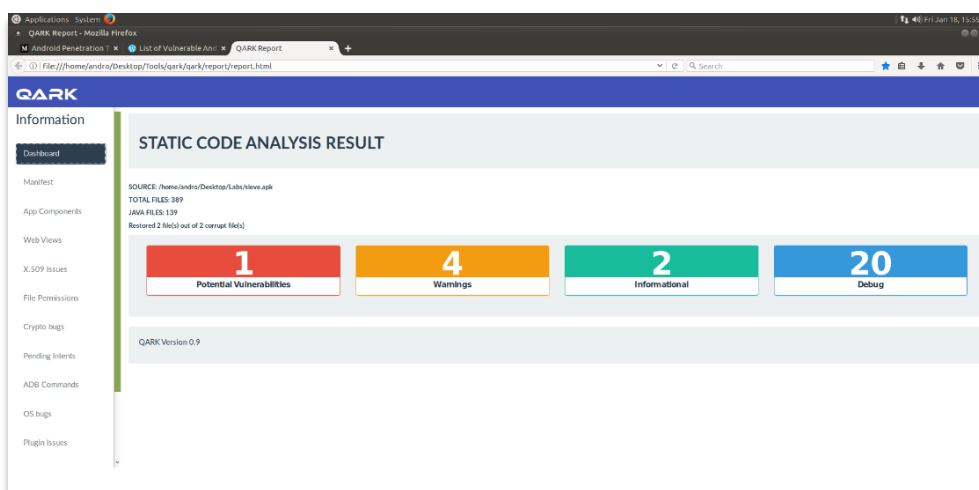 Applications System
Fri Jan 18, 15:5
QARK Report - Mozilla Firefox
Android Penetration T
List of Vulnerable And
QARK Report
file:///home/andro/Desktop/Tools/qark/qark/report/report.html
Search
QARK
Information
Dashboard
Manifest
App Components
Web Views
X.509 Issues
File Permissions
Crypto bugs
Pending Intents
ADB Commands
OS bugs
Plugin Issues
STATIC CODE ANALYSIS RESULT
SOURCE: /home/andro/Desktop/Labs/sieve.apk
TOTAL FILES: 389
JAVA FILES: 139
Restored 2 file(s) out of 2 corrupt file(s)
1
Potential Vulnerabilities
4
Warnings
2
Informational
20
Debug
QARK Version 0.9